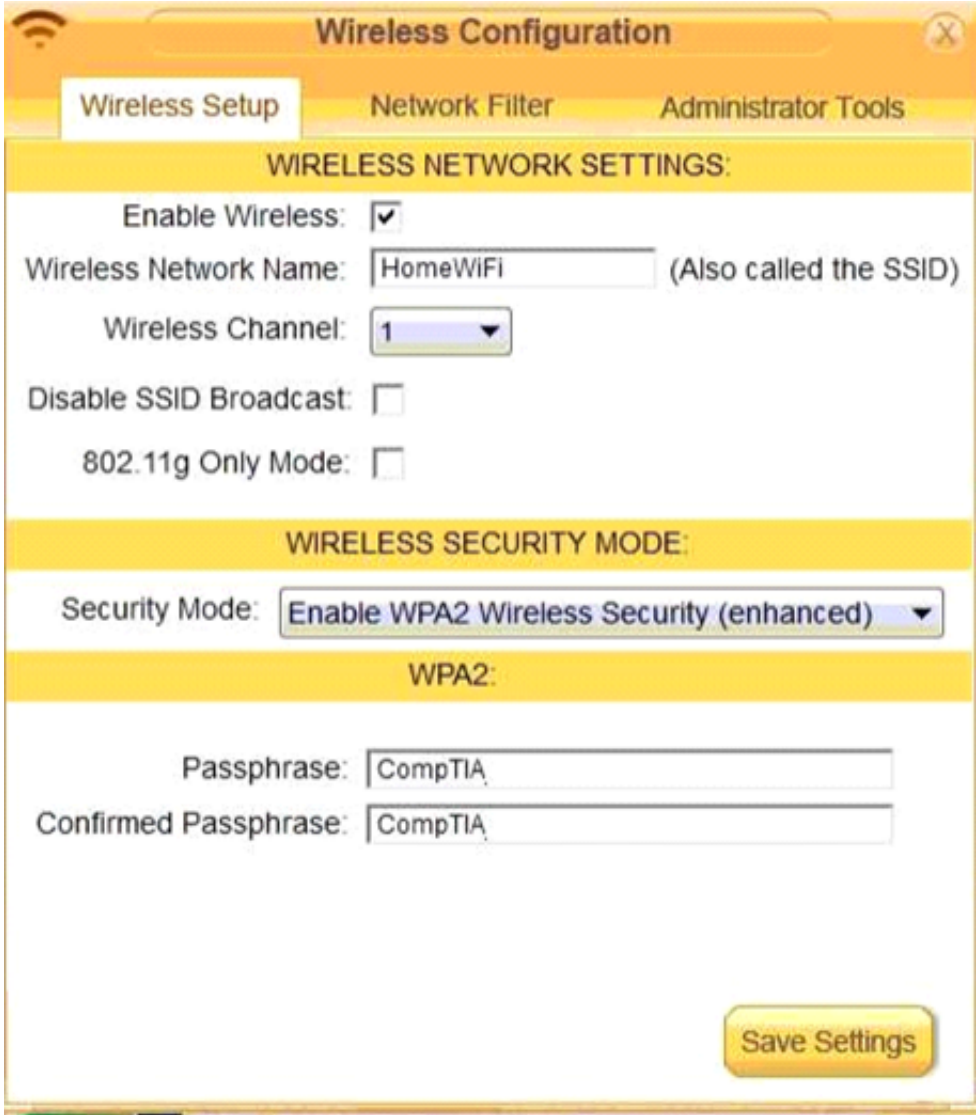 Wireless Configuration X
Wireless Setup Network Filter Administrator Tools
WIRELESS NETWORK SETTINGS:
Enable Wireless:
Wireless Network Name: HomeWiFi (Also called the SSID)
Wireless Channel: 1
Disable SSID Broadcast:
802.11g Only Mode:
WIRELESS SECURITY MODE:
Security Mode: Enable WPA2 Wireless Security (enhanced)
WPA2:
Passphrase: CompTIA
Confirmed Passphrase: CompTIA
Save Settings